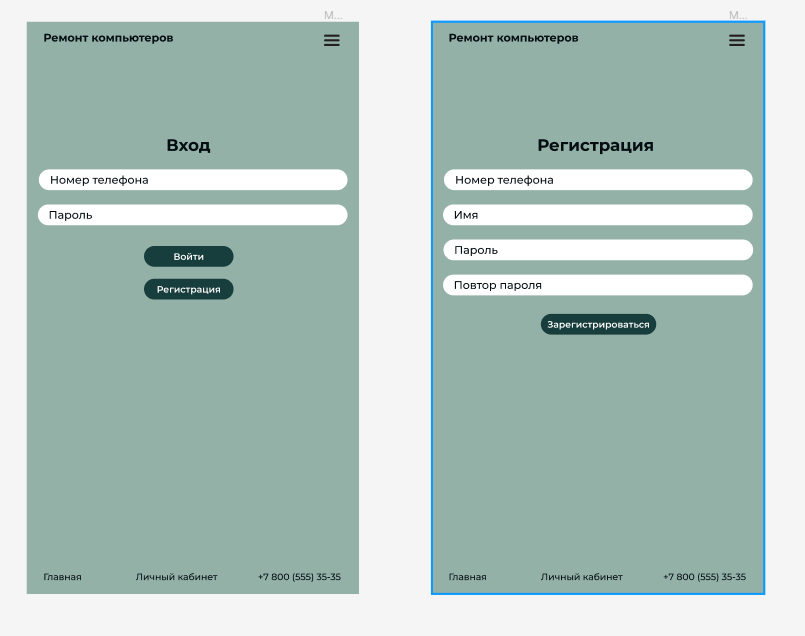 М...
Ремонт компьютеров
Вход
Номер телефона
Пароль
Войти
Регистрация
Главная Личный кабинет +7 800 (555) 35-35
М...
Ремонт компьютеров
Регистрация
Номер телефона
Имя
Пароль
Повтор пароля
Зарегистрироваться
Главная Личный кабинет +7 800 (555) 35-35